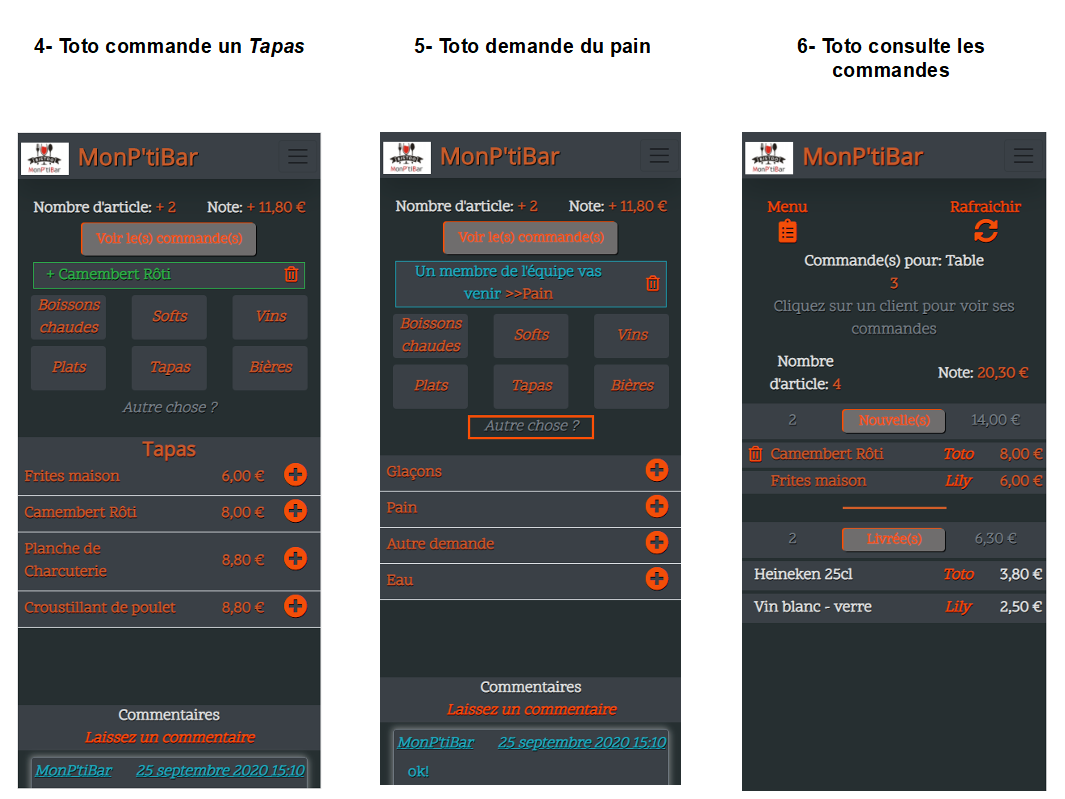 4- Toto commande un Tapas
MonP'tiBar
MonP'tiBar
Nombre d'article: + 2 Note: + 11,80 €
Voir le(s) commande(s)
+ Camembert Rôti
Boissons chaudes
Softs
Vins
Plats
Tapas
Bières
Autre chose ?
Tapas
Frites maison 6,00 €
Camembert Rôti 8,00 €
Planche de
Charcuterie 8,80 €
Croustillant de poulet 8,80 €
Commentaires
Laissez un commentaire
MonP'tiBar 25 septembre 2020 15:10
5- Toto demande du pain
MonP'tiBar
MonP'tiBar
Nombre d'article: + 2 Note: + 11,80 €
Voir le(s) commande(s)
Un membre de l'équipe vas
venir >>Pain
Boissons chaudes
Softs
Vins
Plats
Tapas
Bières
Autre chose ?
Glaçons
Pain
Autre demande
Eau
Commentaires
Laissez un commentaire
MonP'tiBar 25 septembre 2020 15:10
ok!
6- Toto consulte les
commandes
MonP'tiBar
MonP'tiBar
Menu Rafraichir
Commande(s) pour: Table
3
Cliquez sur un client pour voir ses
commandes
Nombre
d'article: 4 Note: 20,30 €
2 Nouvelle(s) 14,00 €
Camembert Rôti Toto 8,00 €
Frites maison Lily 6,00 €
2 Livrée(s) 6,30 €
Heineken 25cl Toto 3,80 €
Vin blanc - verre Lily 2,50 €